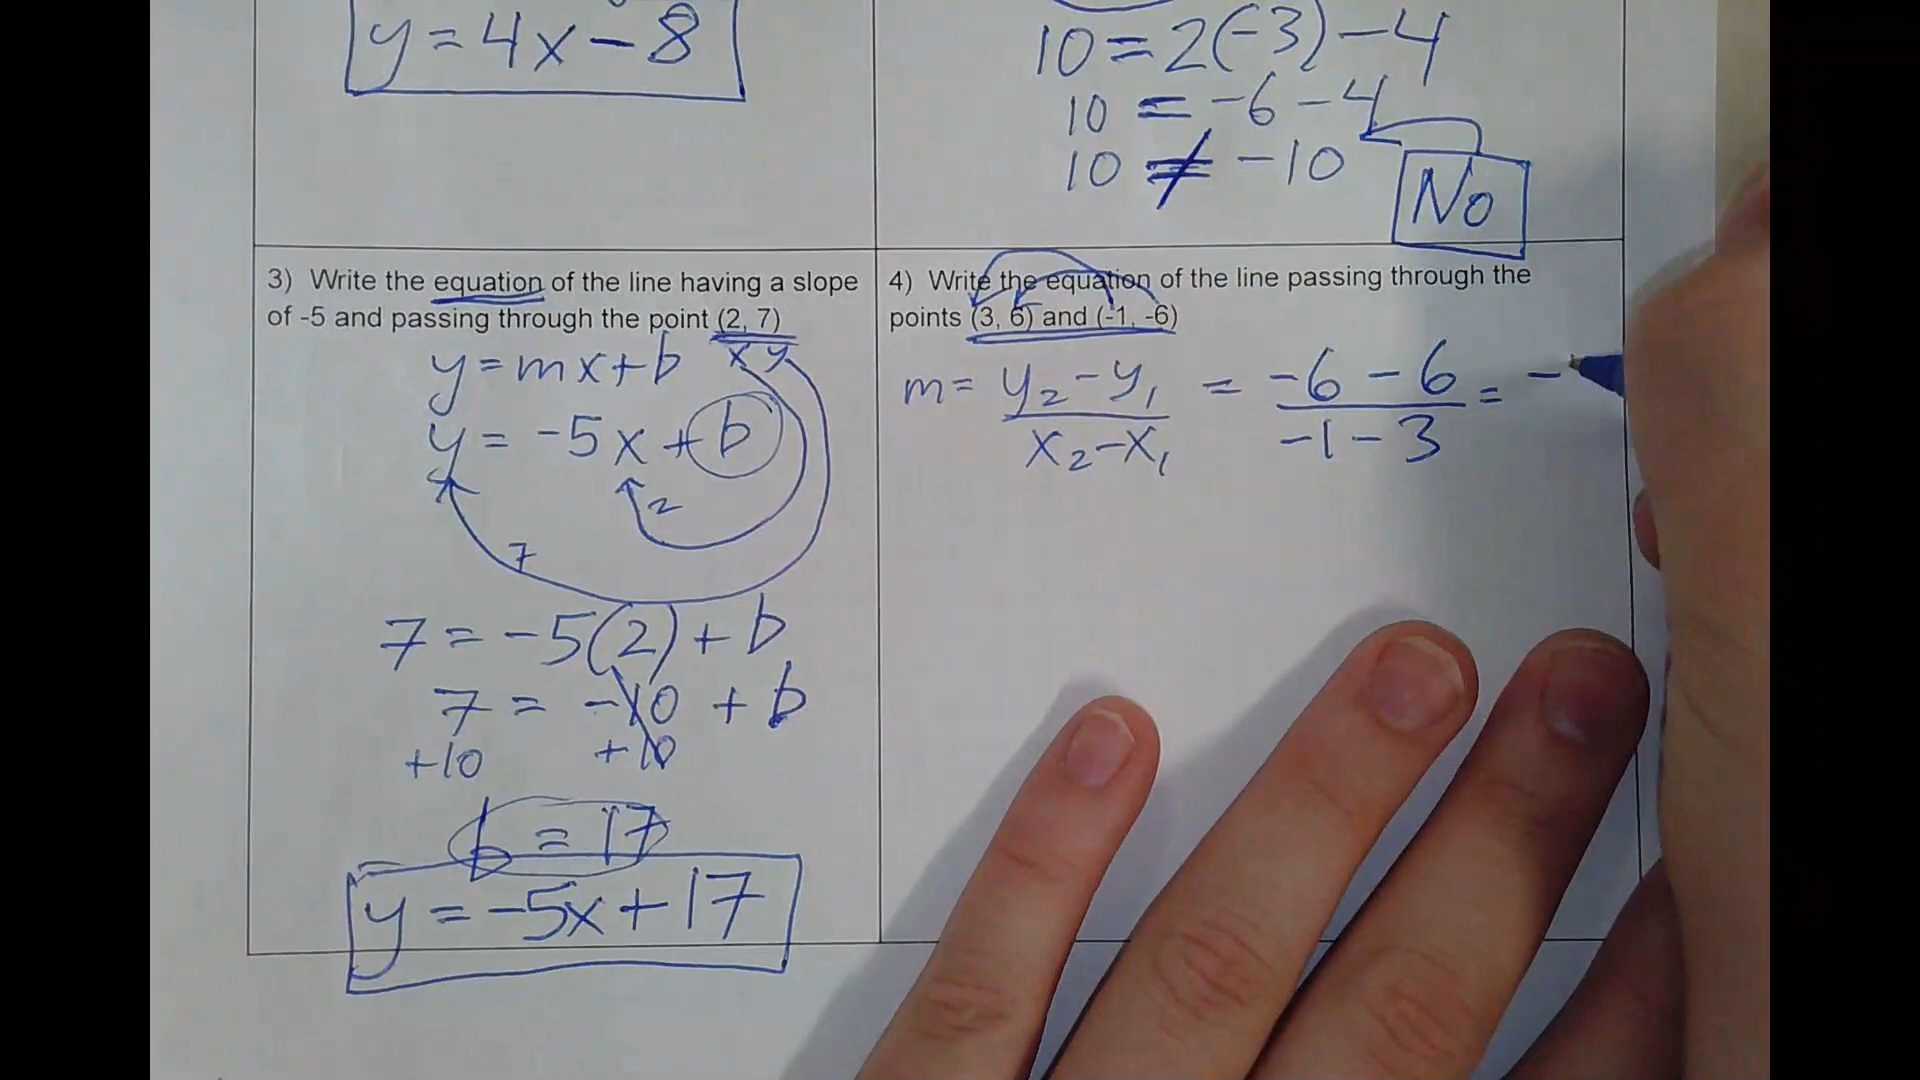 y = 4x - 8
10 = 2(-3) - 4
10 = -6 - 4
10 ≠ -10
No
3) Write the equation of the line having a slope
of -5 and passing through the point (2, 7)
x y
y = mx + b
y = -5x + b
2
7
7 = -5(2) + b
7 = -10 + b
+10 +10
b = 17
y = -5x + 17
4) Write the equation of the line passing through the
points (3, 6) and (-1, -6)
m = y₂ - y₁ = -6 - 6 = -
x₂ - x₁ -1 - 3